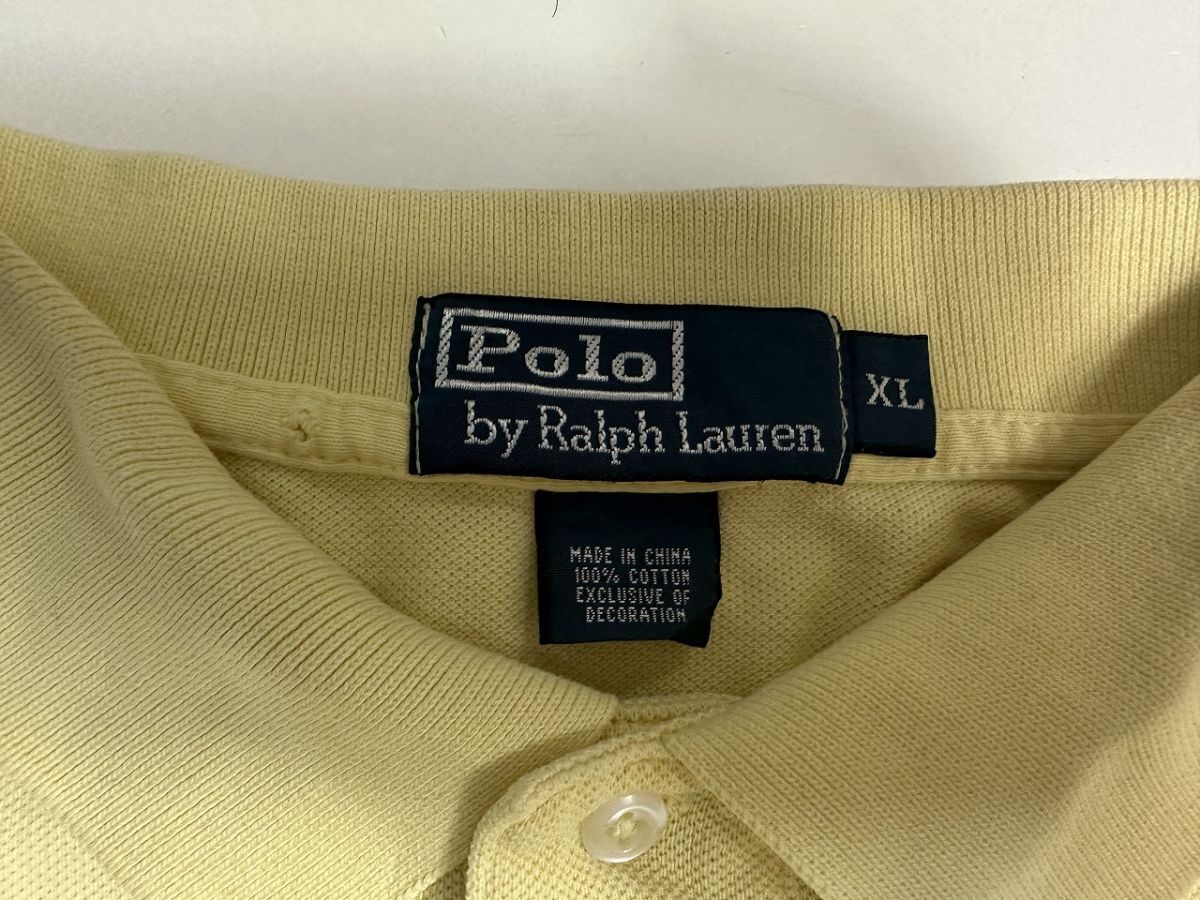 Polo
by Ralph Lauren
XL
MADE IN CHINA
100% COTTON
EXCLUSIVE OF
DECORATION